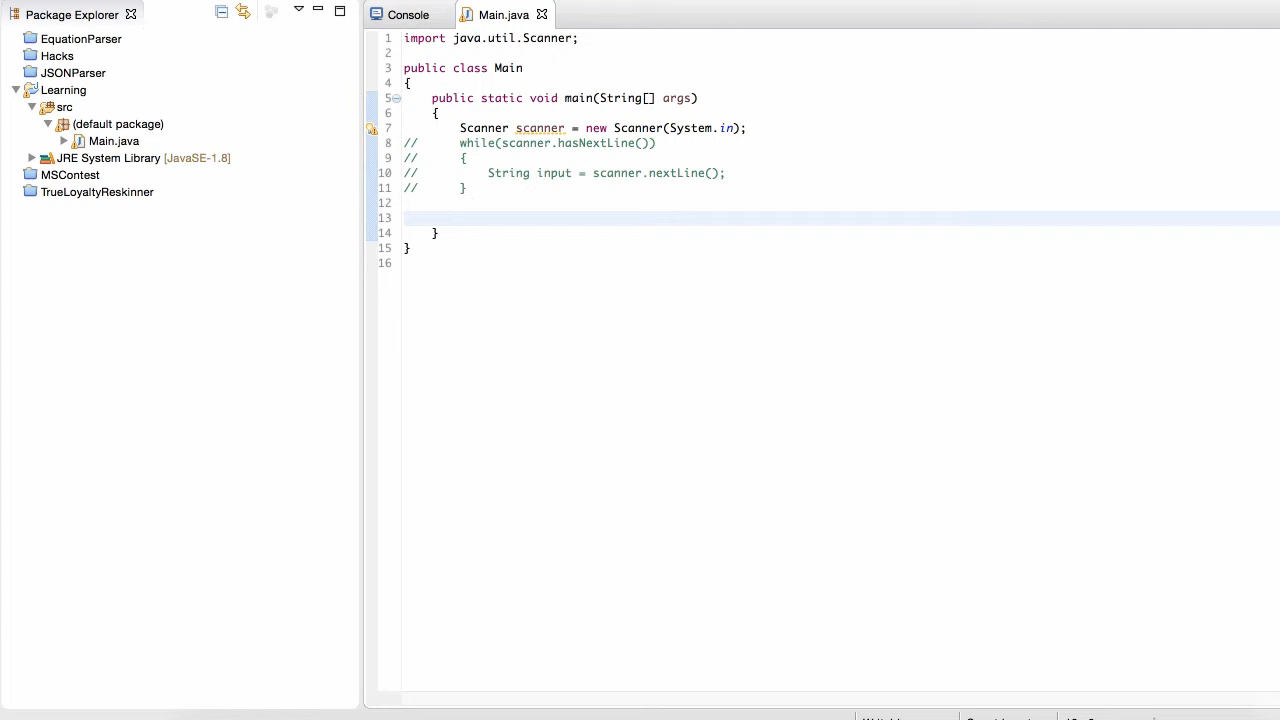 Package Explorer
Console
Main.java
EquationParser
Hacks
JSONParser
Learning
src
(default package)
Main.java
JRE System Library [JavaSE-1.8]
MSContest
TrueLoyaltyReskinner
1 import java.util.Scanner;
2
3 public class Main
4 {
5 public static void main(String[] args)
6 {
7 Scanner scanner = new Scanner(System.in);
8 // while(scanner.hasNextLine())
9 // {
10 // String input = scanner.nextLine();
11 // }
12
13
14 }
15 }
16